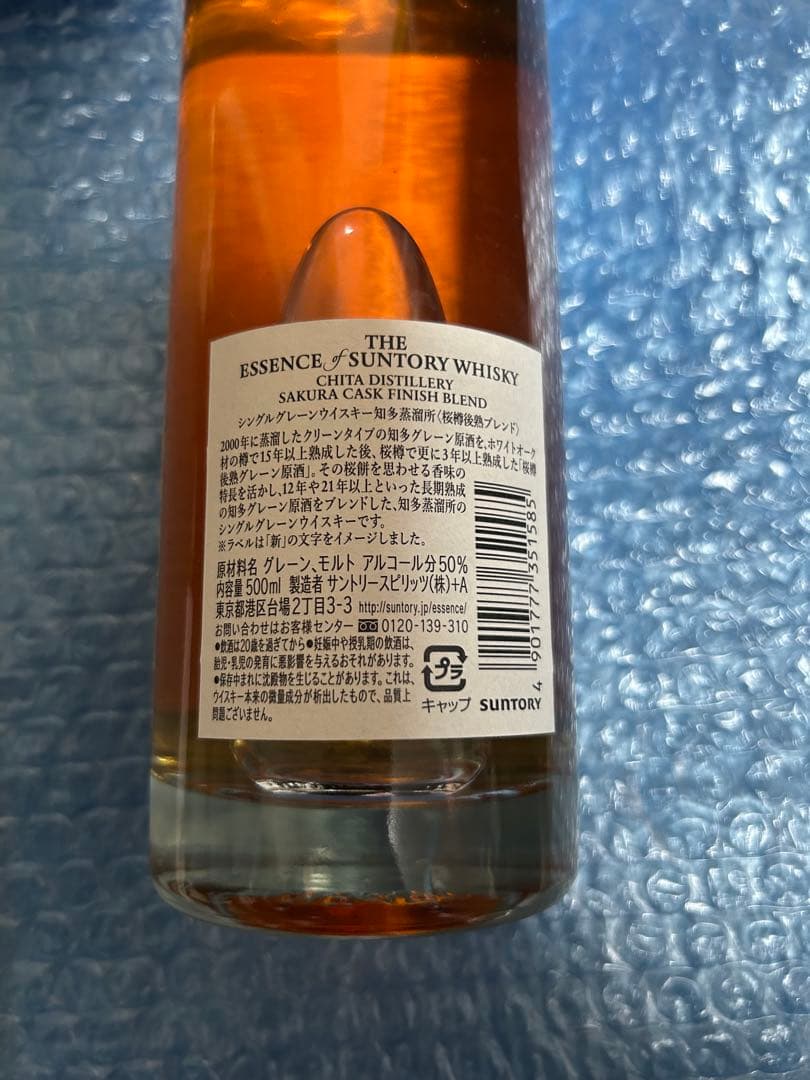 THE
ESSENCE of SUNTORY WHISKY
CHITA DISTILLERY
SAKURA CASK FINISH BLEND
シングルグレーンウイスキー知多蒸溜所〈桜樽後熟ブレンド〉
2000年に蒸溜したクリーンタイプの知多グレーン原酒を、ホワイトオーク
材の樽で15年以上熟成した後、桜樽で更に3年以上熟成した「桜樽
後熟グレーン原酒」。その桜餅を思わせる香味の
特長を活かし、12年や21年以上といった長期熟成
の知多グレーン原酒をブレンドした、知多蒸溜所の
シングルグレーンウイスキーです。
※ラベルは「新」の文字をイメージしました。
原材料名 グレーン、モルト アルコール分50%
内容量500ml 製造者 サントリースピリッツ(株)+A
東京都港区台場2丁目3-3 http://suntory.jp/essence/
お問い合わせはお客様センター 0120-139-310
●飲酒は20歳を過ぎてから●妊娠中や授乳期の飲酒は、
胎児・乳児の発育に悪影響を与えるおそれがあります。
●保存中まれに沈殿物を生じることがあります。これは、
ウイスキー本来の微量成分が析出したもので、品質上
問題ございません。
プラ
キャップ SUNTORY
4 901777 351585